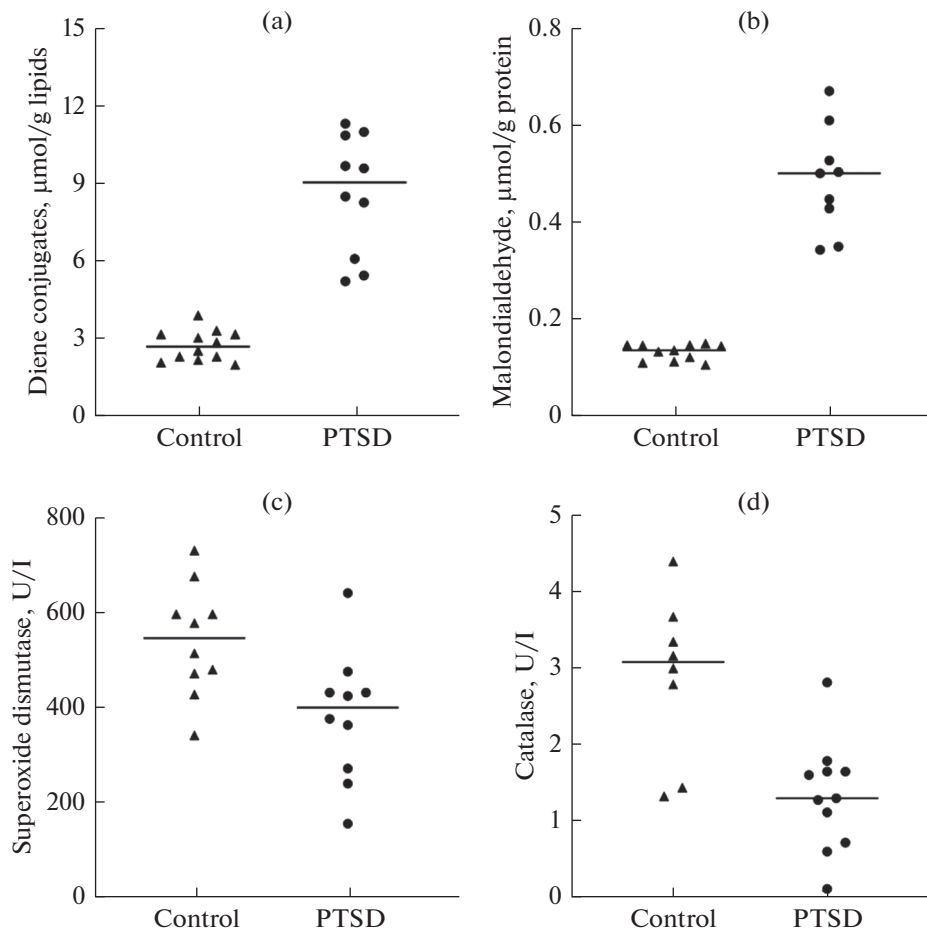 (a)
Diene conjugates, μmol/g lipids
15
12
9
6
3
0
Control
PTSD
(b)
Malondialdehyde, μmol/g protein
0.8
0.6
0.4
0.2
0
Control
PTSD
(c)
Superoxide dismutase, U/I
800
600
400
200
0
Control
PTSD
(d)
Catalase, U/I
5
4
3
2
1
0
Control
PTSD